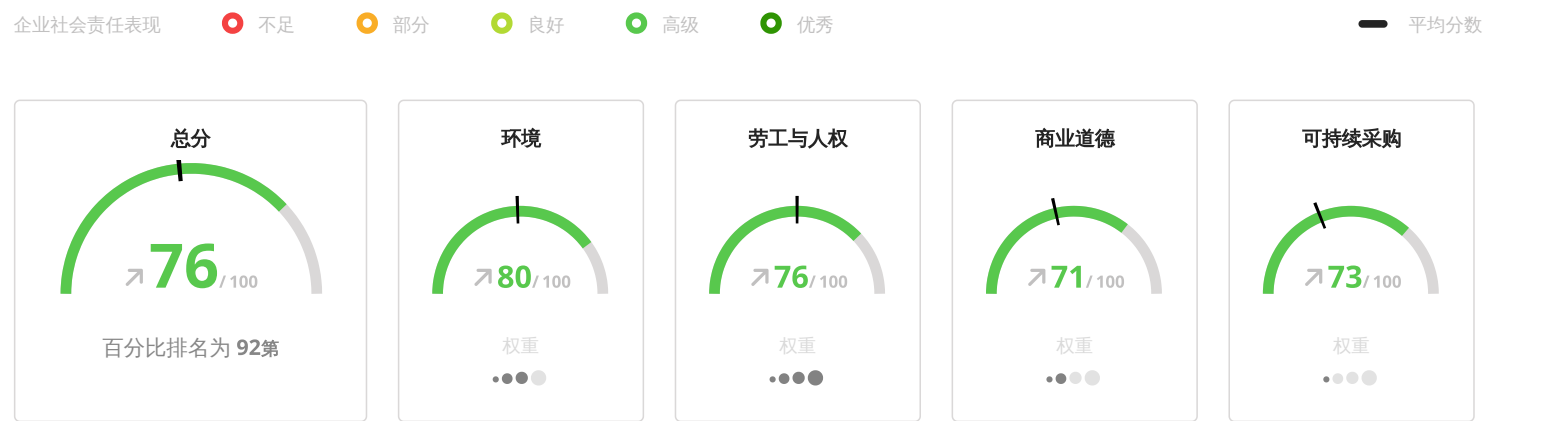 企业社会责任表现 不足 部分 良好 高级 优秀 平均分数
总分
76 / 100
百分比排名为 92第
环境
80 / 100
权重
劳工与人权
76 / 100
权重
商业道德
71 / 100
权重
可持续采购
73 / 100
权重